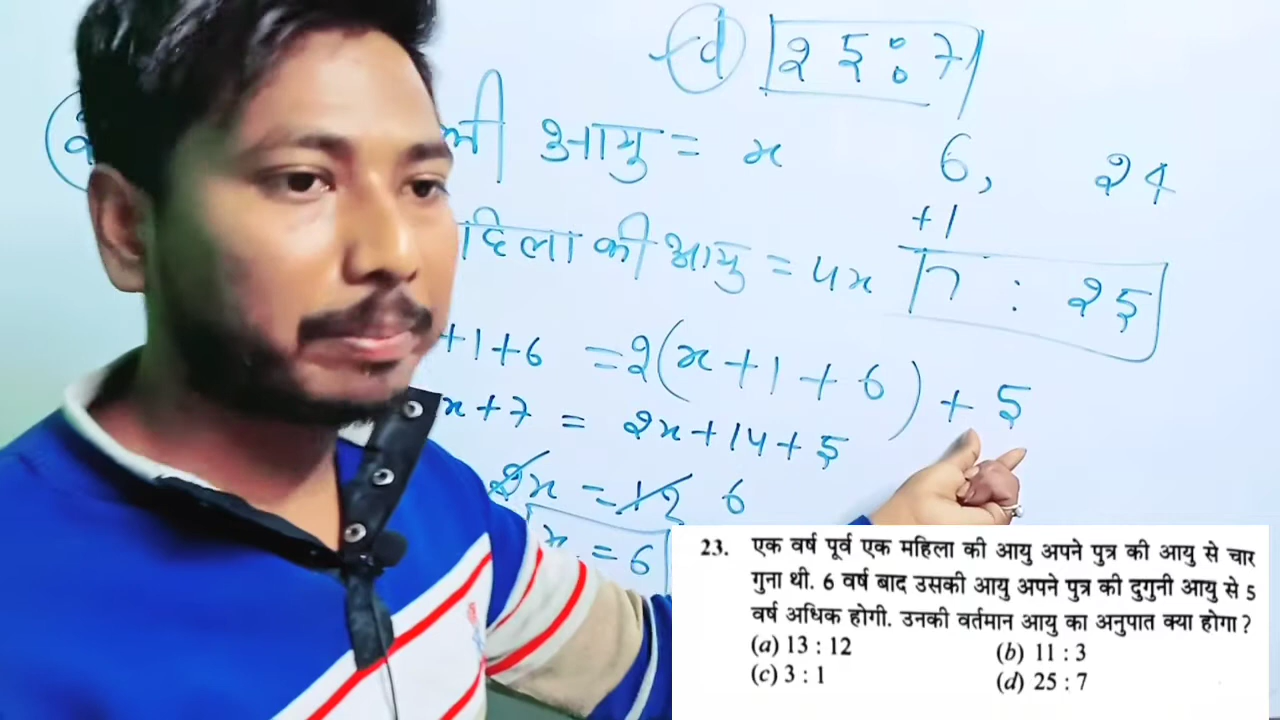 (d) 25:7
की आयु = x 6, 24
+1
महिला की आयु = 4x 7 : 25
+1+6 = 2(x+1+6) + 5
x+7 = 2x+14+5
2x = 12 6
x = 6
23. एक वर्ष पूर्व एक महिला की आयु अपने पुत्र की आयु से चार
गुना थी. 6 वर्ष बाद उसकी आयु अपने पुत्र की दुगुनी आयु से 5
वर्ष अधिक होगी. उनकी वर्तमान आयु का अनुपात क्या होगा ?
(a) 13 : 12 (b) 11 : 3
(c) 3 : 1 (d) 25 : 7